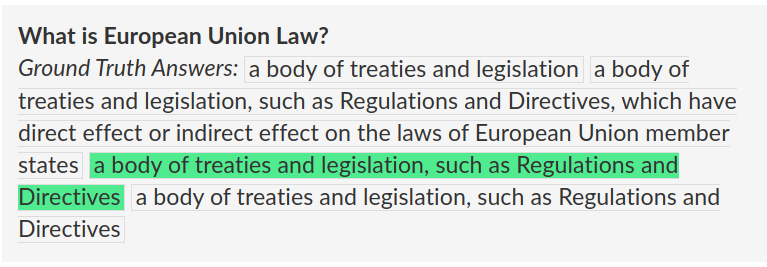 What is European Union Law?
Ground Truth Answers: a body of treaties and legislation a body of
treaties and legislation, such as Regulations and Directives, which have
direct effect or indirect effect on the laws of European Union member
states a body of treaties and legislation, such as Regulations and
Directives a body of treaties and legislation, such as Regulations and
Directives